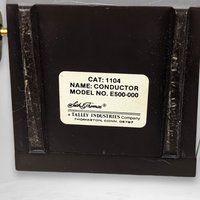 CAT: 1104
NAME: CONDUCTOR
MODEL NO. E500-000
Seth Thomas
A TALLEY INDUSTRIES Company
THOMASTON, CONN. 06787